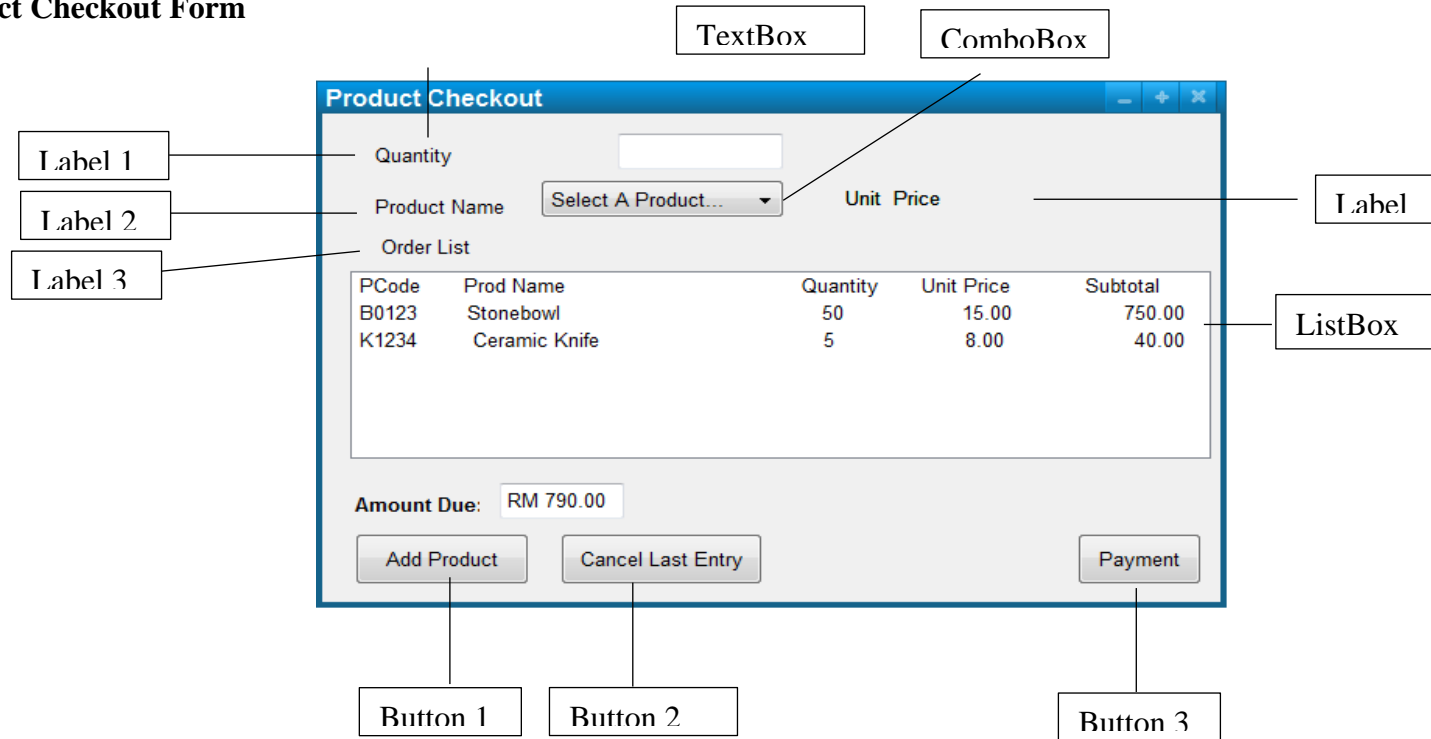 ct Checkout Form
TextBox
ComboBox
Product Checkout
Label 1
Quantity
Label 2
Product Name
Select A Product...
Unit Price
Label
Label 3
Order List
PCode Prod Name Quantity Unit Price Subtotal
B0123 Stonebowl 50 15.00 750.00
K1234 Ceramic Knife 5 8.00 40.00
ListBox
Amount Due: RM 790.00
Add Product
Cancel Last Entry
Payment
Button 1
Button 2
Button 3